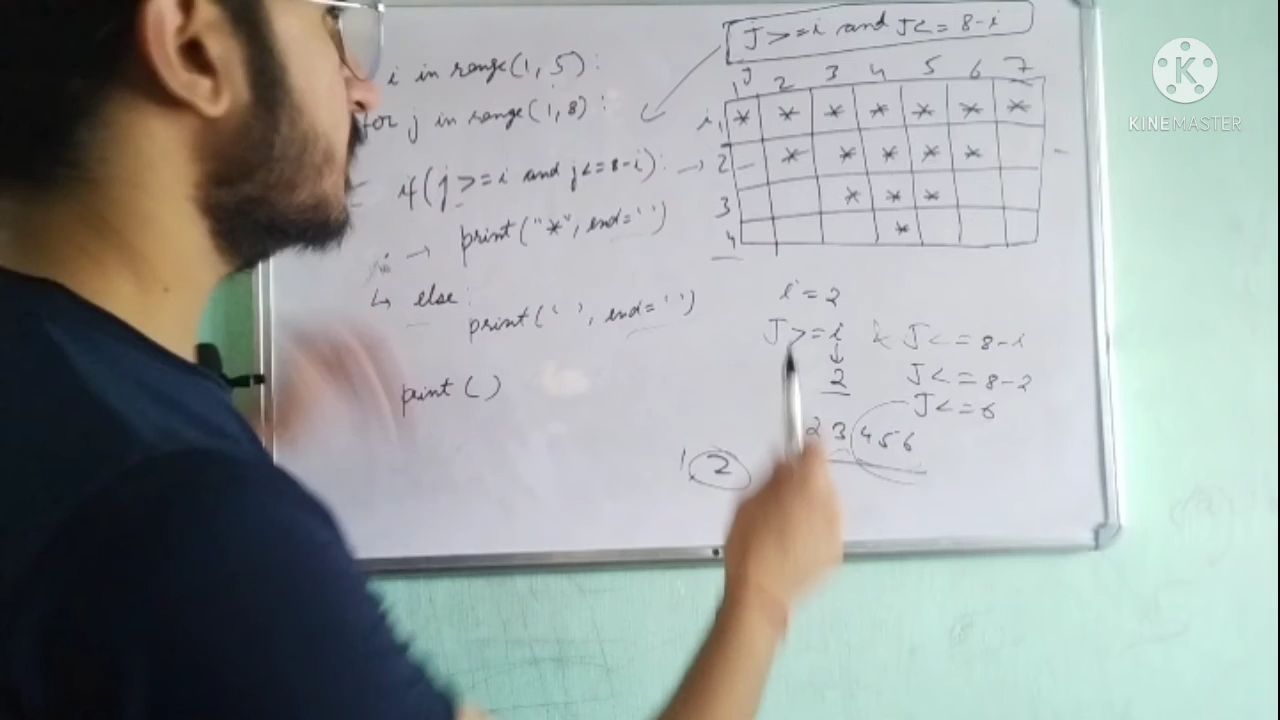 i in range(1, 5):
for j in range(1, 8):
if(j >= i and j <= 8-i):
print("*", end=' ')
else:
print(' ', end=' ')
print()
J >= i and J <= 8-i
J
1 2 3 4 5 6 7
i 1 * * * * * * *
2 * * * * *
3 * * *
4 *
i = 2
J >= i & J <= 8-i
2 J <= 8-2
J <= 6
2 3 4 5 6
1 2
K
KINEMASTER